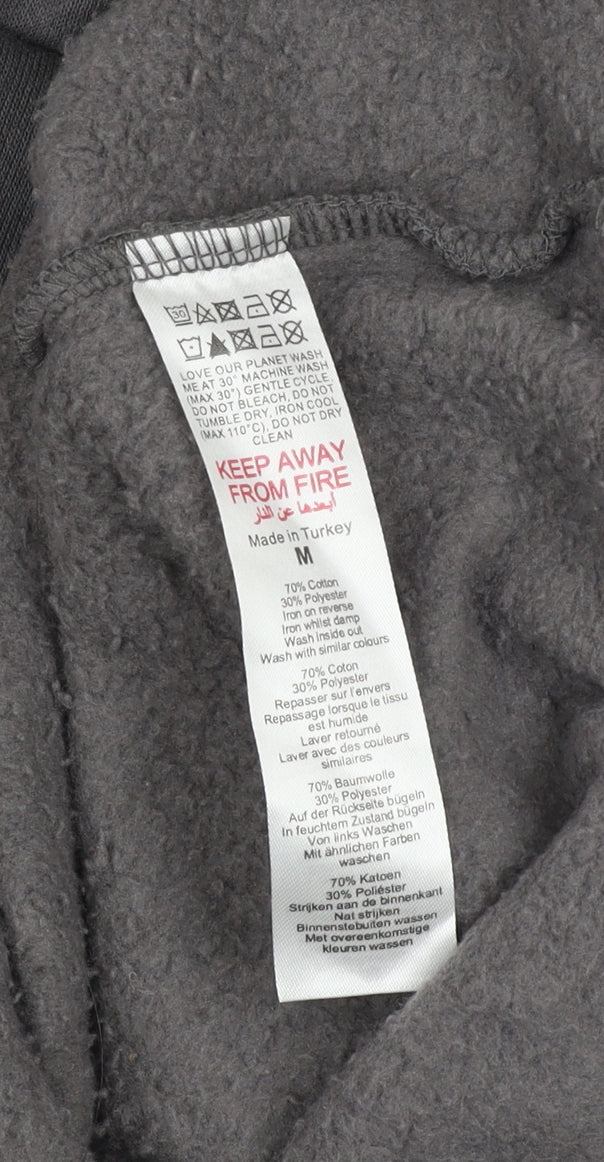 30
LOVE OUR PLANET WASH
ME AT 30° MACHINE WASH
(MAX 30°) GENTLE CYCLE,
DO NOT BLEACH, DO NOT
TUMBLE DRY, IRON COOL
(MAX 110°C), DO NOT DRY
CLEAN
KEEP AWAY
FROM FIRE
أبعدها عن النار
Made in Turkey
M
70% Cotton
30% Polyester
Iron on reverse
Iron whilst damp
Wash inside out
Wash with similar colours
70% Coton
30% Polyester
Repasser sur l'envers
Repassage lorsque le tissu
est humide
Laver retourné
Laver avec des couleurs
similaires
70% Baumwolle
30% Polyester
Auf der Rückseite bügeln
In feuchtem Zustand bügeln
Von links Waschen
Mit ähnlichen Farben
waschen
70% Katoen
30% Poliéster
Strijken aan de binnenkant
Nat strijken
Binnenstebuiten wassen
Met overeenkomstige
kleuren wassen